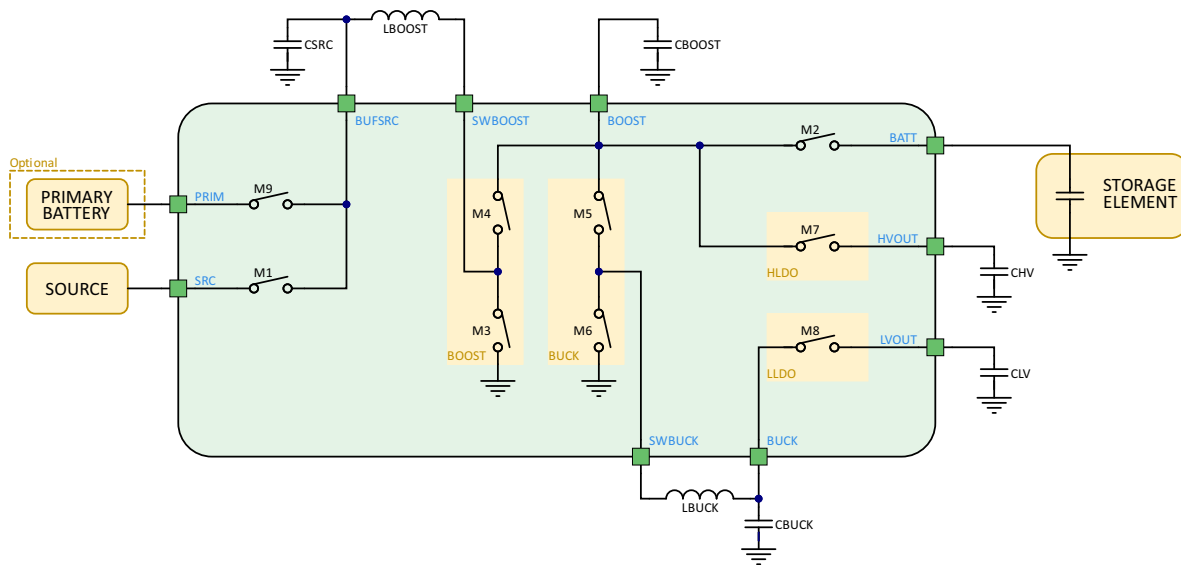 LBOOST
CSRC
CBOOST
BUFSRC
SWBOOST
BOOST
M2
BATT
Optional
PRIMARY
BATTERY
PRIM
M9
STORAGE
ELEMENT
M4
M5
M7
HVOUT
SOURCE
SRC
M1
HLDO
CHV
M3
M6
M8
LVOUT
BOOST
BUCK
LLDO
CLV
SWBUCK
BUCK
LBUCK
CBUCK